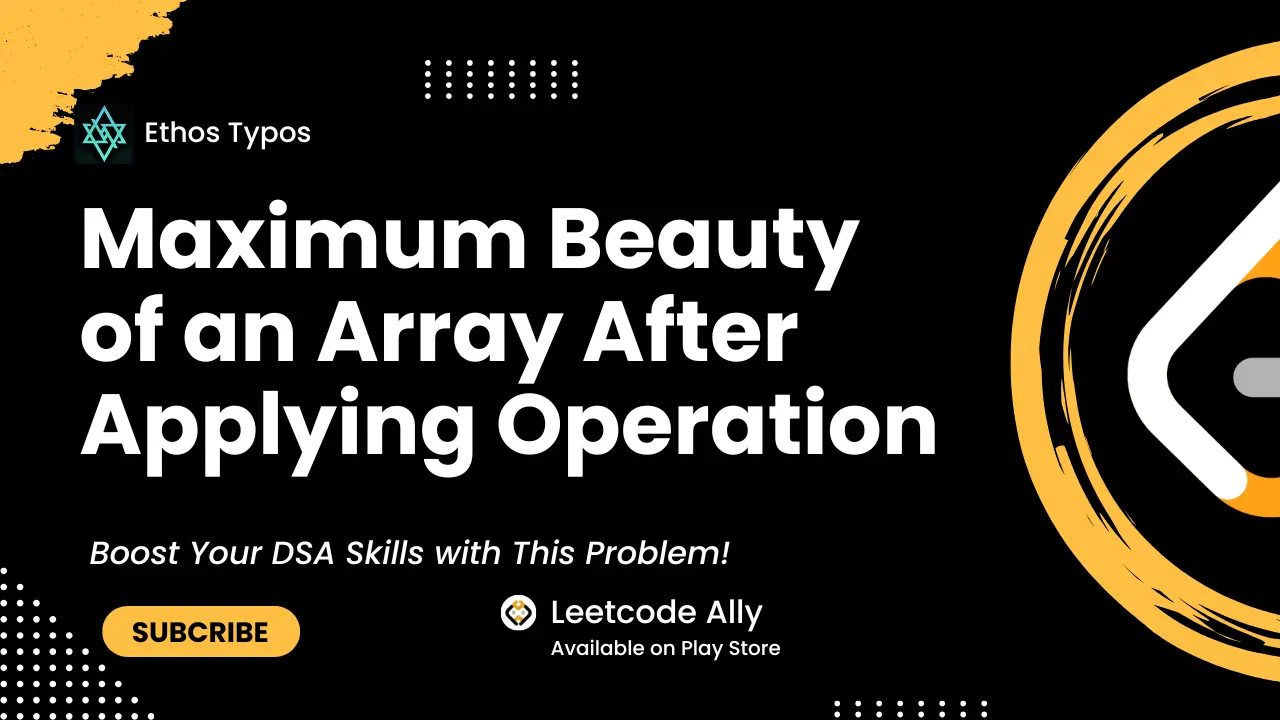 Ethos Typos
Maximum Beauty
of an Array After
Applying Operation
Boost Your DSA Skills with This Problem!
SUBCRIBE
Leetcode Ally
Available on Play Store